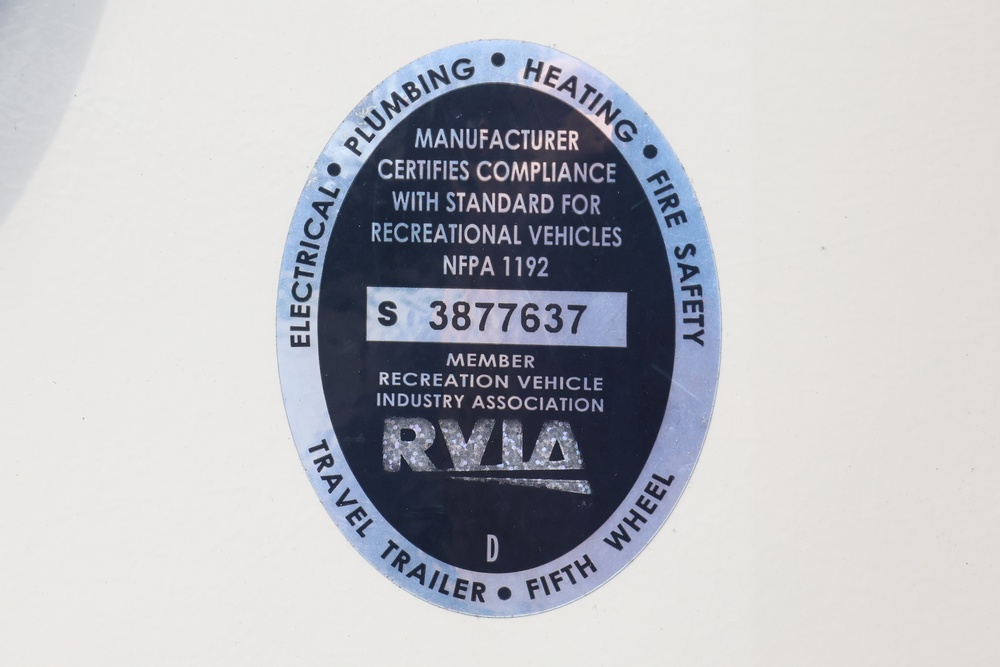 ELECTRICAL • PLUMBING • HEATING • FIRE SAFETY
MANUFACTURER
CERTIFIES COMPLIANCE
WITH STANDARD FOR
RECREATIONAL VEHICLES
NFPA 1192
S 3877637
MEMBER
RECREATION VEHICLE
INDUSTRY ASSOCIATION
RVIA
D
TRAVEL TRAILER • FIFTH WHEEL